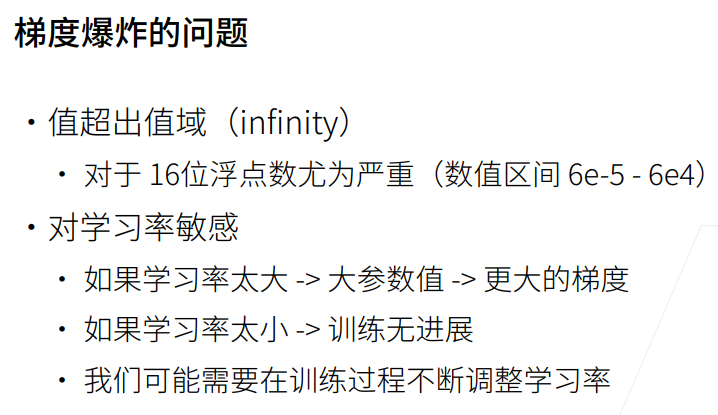 梯度爆炸的问题
• 值超出值域（infinity）
• 对于 16位浮点数尤为严重（数值区间 6e-5 - 6e4）
• 对学习率敏感
• 如果学习率太大 -> 大参数值 -> 更大的梯度
• 如果学习率太小 -> 训练无进展
• 我们可能需要在训练过程不断调整学习率